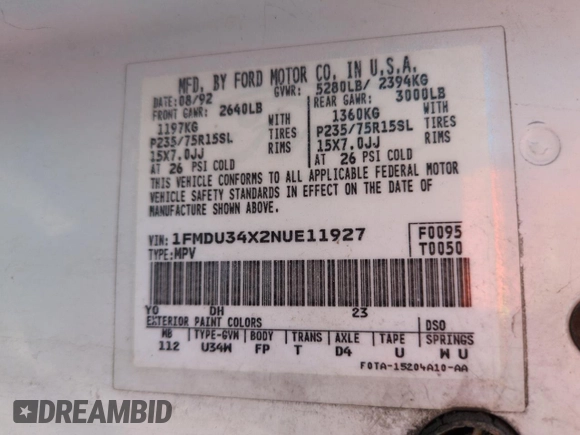 MFD. BY FORD MOTOR CO. IN U.S.A.
DATE: 08/92 GVWR: 5280LB/ 2394KG
FRONT GAWR: 2640LB REAR GAWR: 3000LB
1197KG WITH 1360KG WITH
P235/75R15SL TIRES P235/75R15SL TIRES
15X7.0JJ RIMS 15X7.0JJ RIMS
AT 26 PSI COLD AT 26 PSI COLD
THIS VEHICLE CONFORMS TO ALL APPLICABLE FEDERAL MOTOR
VEHICLE SAFETY STANDARDS IN EFFECT ON THE DATE OF
MANUFACTURE SHOWN ABOVE.
VIN: 1FMDU34X2NUE11927 F0095
TYPE: MPV T0050
YO DH 23
EXTERIOR PAINT COLORS DSO
WB TYPE-GVM BODY TRANS AXLE TAPE SPRINGS
112 U34W FP T D4 U W U
F0TA-15204A10-AA
DREAMBID